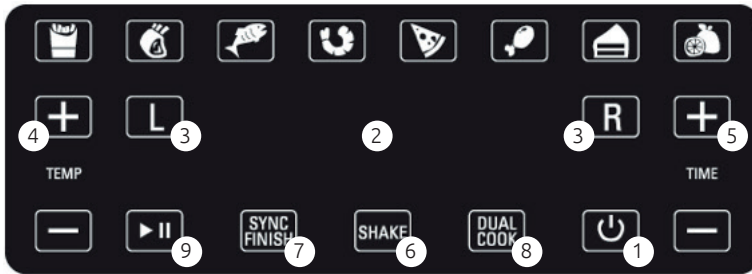 4 L 3 2 3 R 5
TEMP TIME
SYNC FINISH SHAKE DUAL COOK
9 7 6 8 1